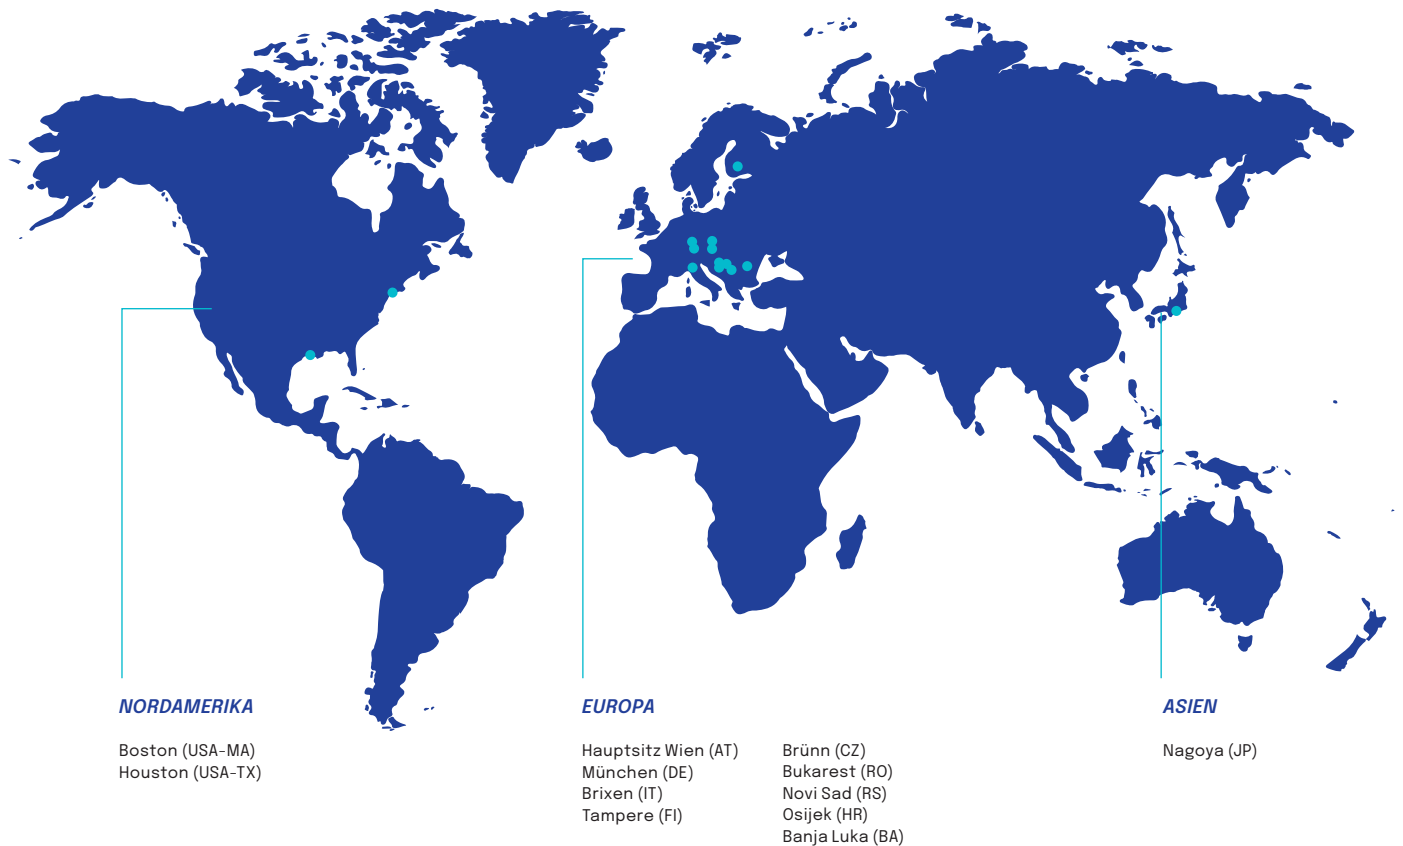 NORDAMERIKA
Boston (USA-MA)
Houston (USA-TX)
EUROPA
Hauptsitz Wien (AT)
München (DE)
Brixen (IT)
Tampere (FI)
Brünn (CZ)
Bukarest (RO)
Novi Sad (RS)
Osijek (HR)
Banja Luka (BA)
ASIEN
Nagoya (JP)